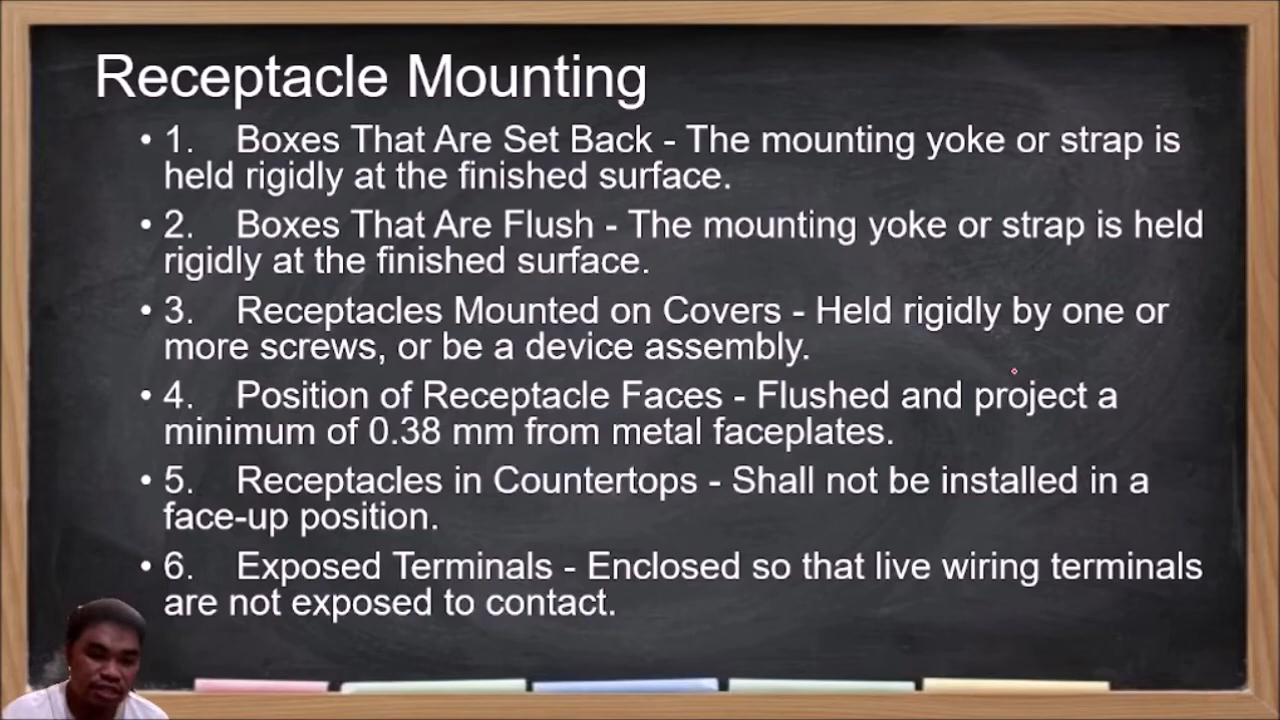 Receptacle Mounting
• 1. Boxes That Are Set Back - The mounting yoke or strap is
held rigidly at the finished surface.
• 2. Boxes That Are Flush - The mounting yoke or strap is held
rigidly at the finished surface.
• 3. Receptacles Mounted on Covers - Held rigidly by one or
more screws, or be a device assembly.
• 4. Position of Receptacle Faces - Flushed and project a
minimum of 0.38 mm from metal faceplates.
• 5. Receptacles in Countertops - Shall not be installed in a
face-up position.
• 6. Exposed Terminals - Enclosed so that live wiring terminals
are not exposed to contact.